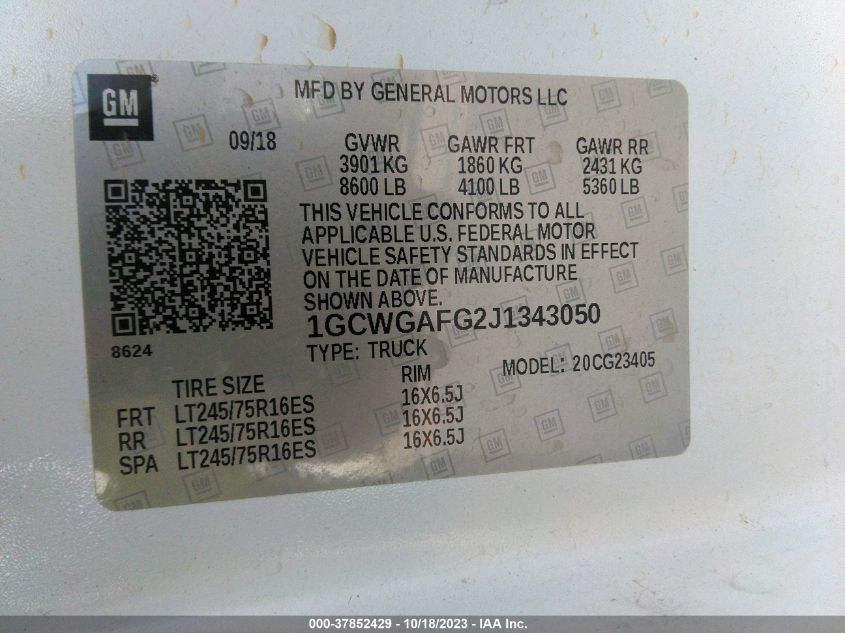 GM
MFD BY GENERAL MOTORS LLC
09/18
GVWR GAWR FRT GAWR RR
3901 KG 1860 KG 2431 KG
8600 LB 4100 LB 5360 LB
THIS VEHICLE CONFORMS TO ALL
APPLICABLE U.S. FEDERAL MOTOR
VEHICLE SAFETY STANDARDS IN EFFECT
ON THE DATE OF MANUFACTURE
SHOWN ABOVE.
1GCWGAFG2J1343050
8624
TYPE: TRUCK MODEL: 20CG23405
TIRE SIZE RIM
FRT LT245/75R16ES 16X6.5J
RR LT245/75R16ES 16X6.5J
SPA LT245/75R16ES 16X6.5J
000-37852429 - 10/18/2023 - IAA Inc.